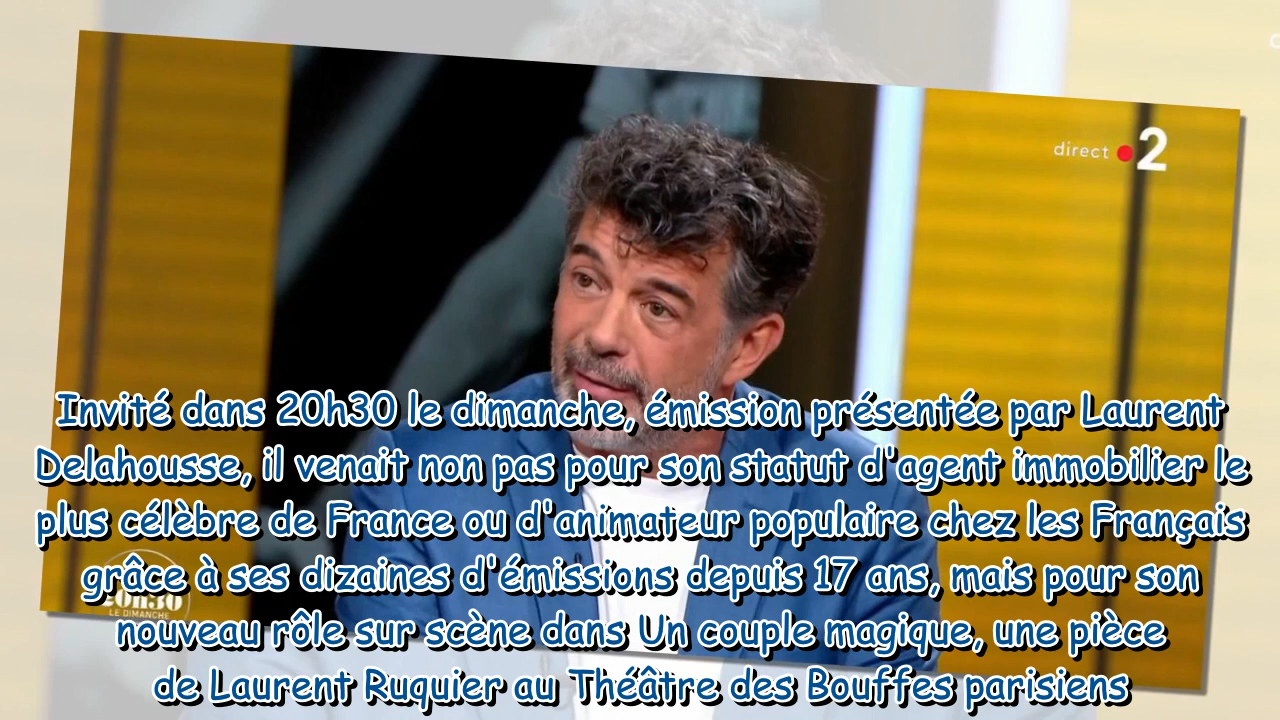 direct 2
Invité dans 20h30 le dimanche, émission présentée par Laurent
Delahousse, il venait non pas pour son statut d'agent immobilier le
plus célèbre de France ou d'animateur populaire chez les Français
grâce à ses dizaines d'émissions depuis 17 ans, mais pour son
20h30
LE DIMANCHE
nouveau rôle sur scène dans Un couple magique, une pièce
de Laurent Ruquier au Théâtre des Bouffes parisiens